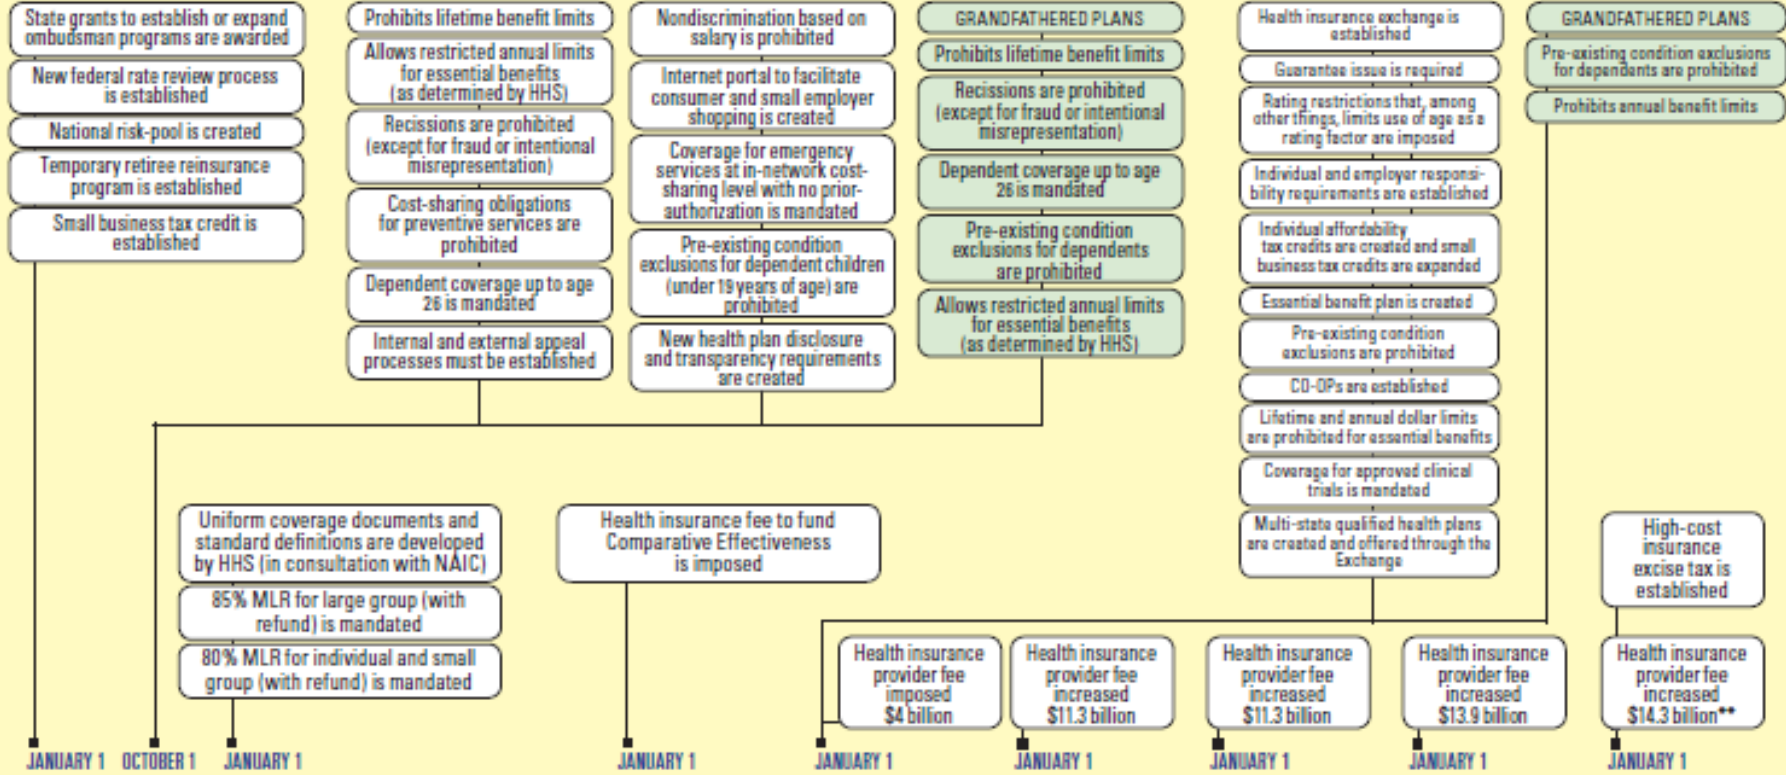 State grants to establish or expand
ombudsman programs are awarded
New federal rate review process
is established
National risk-pool is created
Temporary retiree reinsurance
program is established
Small business tax credit is
established
Prohibits lifetime benefit limits
Allows restricted annual limits
for essential benefits
(as determined by HHS)
Recissions are prohibited
(except for fraud or intentional
misrepresentation)
Cost-sharing obligations
for preventive services are
prohibited
Dependent coverage up to age
26 is mandated
Internal and external appeal
processes must be established
Nondiscrimination based on
salary is prohibited
Internet portal to facilitate
consumer and small employer
shopping is created
Coverage for emergency
services at in-network cost-
sharing level with no prior-
authorization is mandated
Pre-existing condition
exclusions for dependent children
(under 19 years of age) are
prohibited
New health plan disclosure
and transparency requirements
are created
GRANDFATHERED PLANS
Prohibits lifetime benefit limits
Recissions are prohibited
(except for fraud or intentional
misrepresentation)
Dependent coverage up to age
26 is mandated
Pre-existing condition
exclusions for dependents
are prohibited
Allows restricted annual limits
for essential benefits
(as determined by HHS)
Health insurance exchange is
established
Guarantee issue is required
Rating restrictions that, among
other things, limits use of age as a
rating factor are imposed
Individual and employer responsi-
bility requirements are established
Individual affordability
tax credits are created and small
business tax credits are expanded
Essential benefit plan is created
Pre-existing condition
exclusions are prohibited
CO-OPs are established
Lifetime and annual dollar limits
are prohibited for essential benefits
Coverage for approved clinical
trials is mandated
Multi-state qualified health plans
are created and offered through the
Exchange
GRANDFATHERED PLANS
Pre-existing condition exclusions
for dependents are prohibited
Prohibits annual benefit limits
Uniform coverage documents and
standard definitions are developed
by HHS (in consultation with NAIC)
85% MLR for large group (with
refund) is mandated
80% MLR for individual and small
group (with refund) is mandated
Health insurance fee to fund
Comparative Effectiveness
is imposed
High-cost
insurance
excise tax is
established
Health insurance
provider fee
imposed
$4 billion
Health insurance
provider fee
increased
$11.3 billion
Health insurance
provider fee
increased
$11.3 billion
Health insurance
provider fee
increased
$13.9 billion
Health insurance
provider fee
increased
$14.3 billion**
JANUARY 1
OCTOBER 1
JANUARY 1
JANUARY 1
JANUARY 1
JANUARY 1
JANUARY 1
JANUARY 1
JANUARY 1